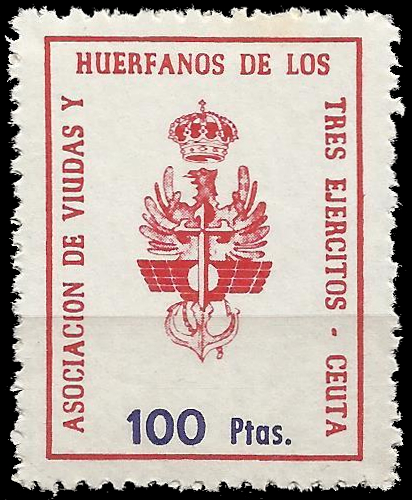 ASOCIACION DE VIUDAS Y
HUERFANOS DE LOS
TRES EJERCITOS - CEUTA
100 Ptas.